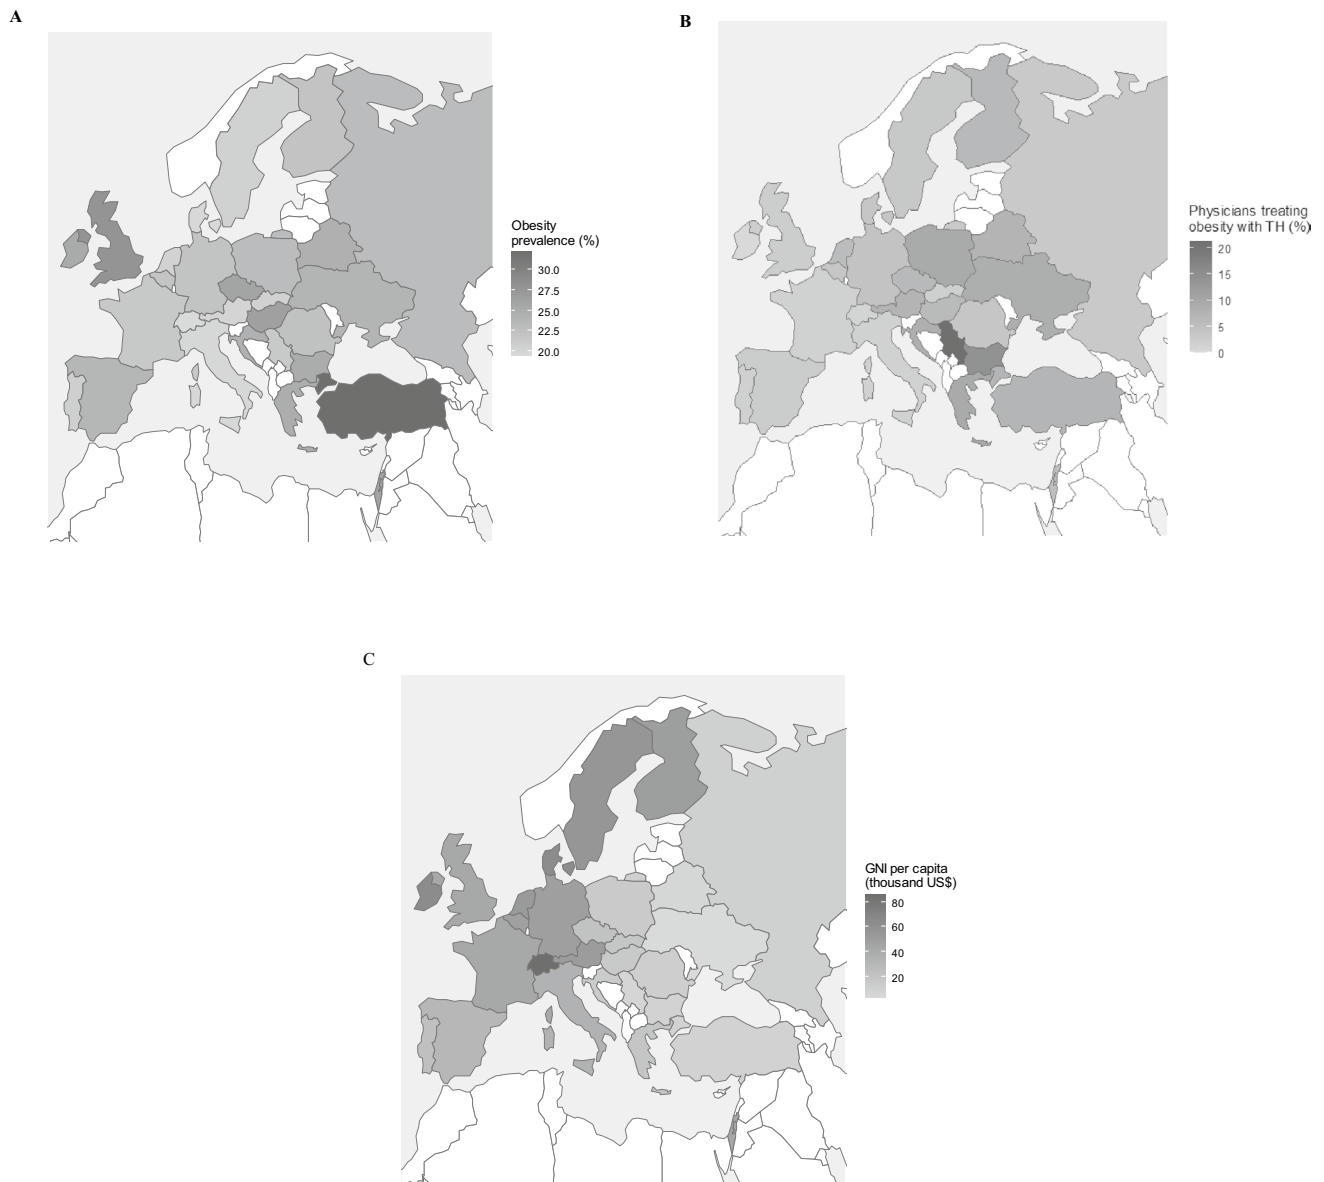 A
B
Obesity
prevalence (%)
30.0
27.5
25.0
22.5
20.0
Physicians treating
obesity with TH (%)
20
15
10
5
0
C
GNI per capita
(thousand US$)
80
60
40
20